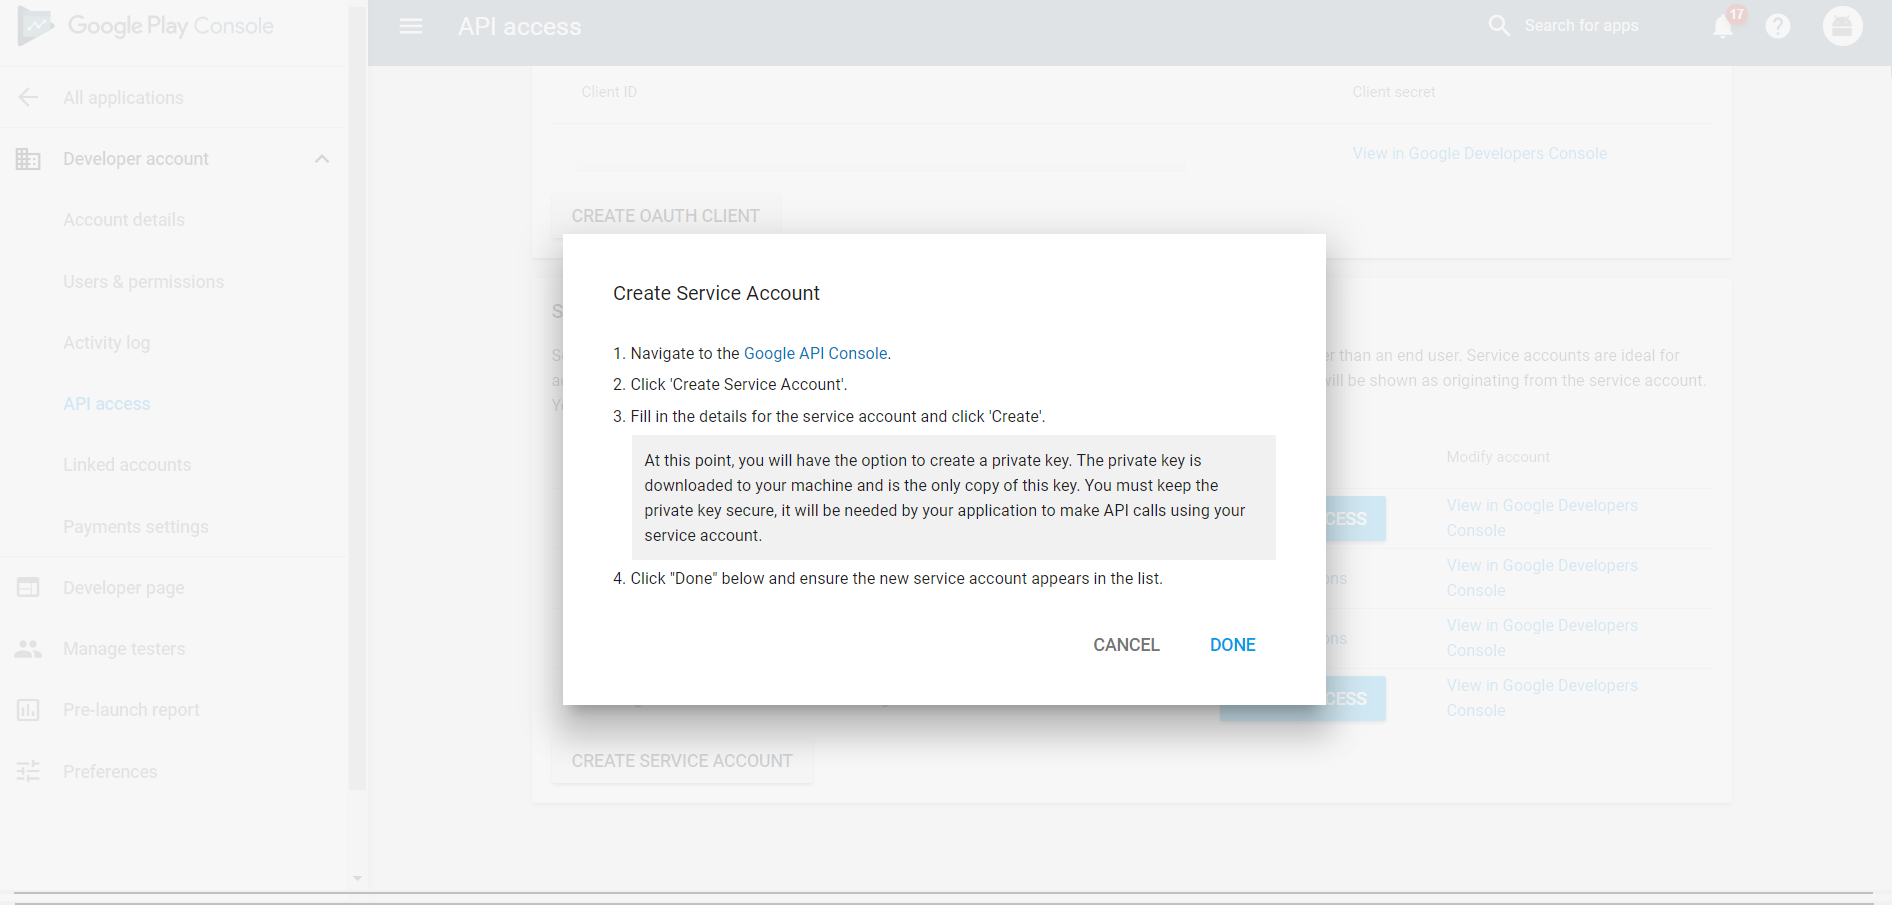 Google Play Console
API access
Search for apps
17
All applications
Developer account
Account details
Users & permissions
Activity log
API access
Linked accounts
Payments settings
Developer page
Manage testers
Pre-launch report
Preferences
Client ID
Client secret
View in Google Developers Console
CREATE OAUTH CLIENT
Create Service Account
1. Navigate to the Google API Console.
2. Click 'Create Service Account'.
3. Fill in the details for the service account and click 'Create'.
At this point, you will have the option to create a private key. The private key is
downloaded to your machine and is the only copy of this key. You must keep the
private key secure, it will be needed by your application to make API calls using your
service account.
4. Click "Done" below and ensure the new service account appears in the list.
CANCEL
DONE
than an end user. Service accounts are ideal for
be shown as originating from the service account.
Modify account
View in Google Developers
Console
View in Google Developers
Console
View in Google Developers
Console
View in Google Developers
Console
CREATE SERVICE ACCOUNT